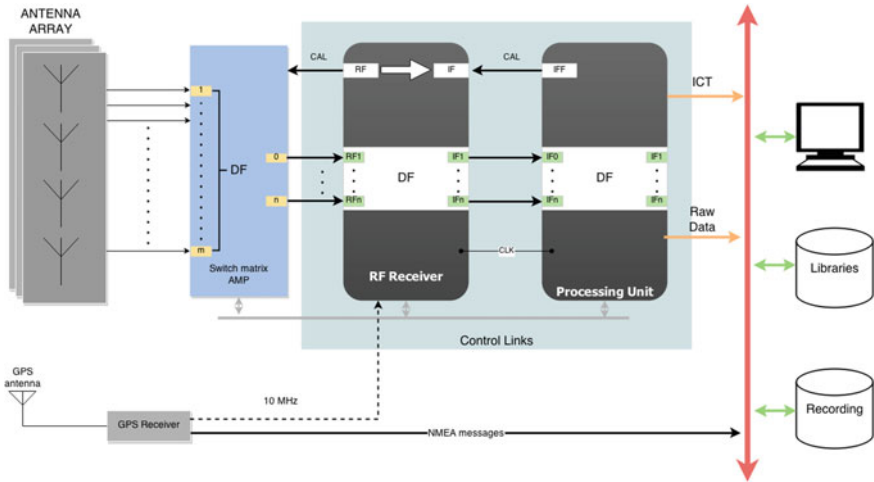 ANTENNA
ARRAY
CAL
RF
IF
CAL
IFF
ICT
1
DF
0
RF1
IF1
IF0
IF1
DF
DF
n
RFn
IFn
IFn
IFn
Raw
Data
m
CLK
Switch matrix
AMP
RF Receiver
Processing Unit
Libraries
Control Links
GPS
antenna
10 MHz
GPS Receiver
NMEA messages
Recording